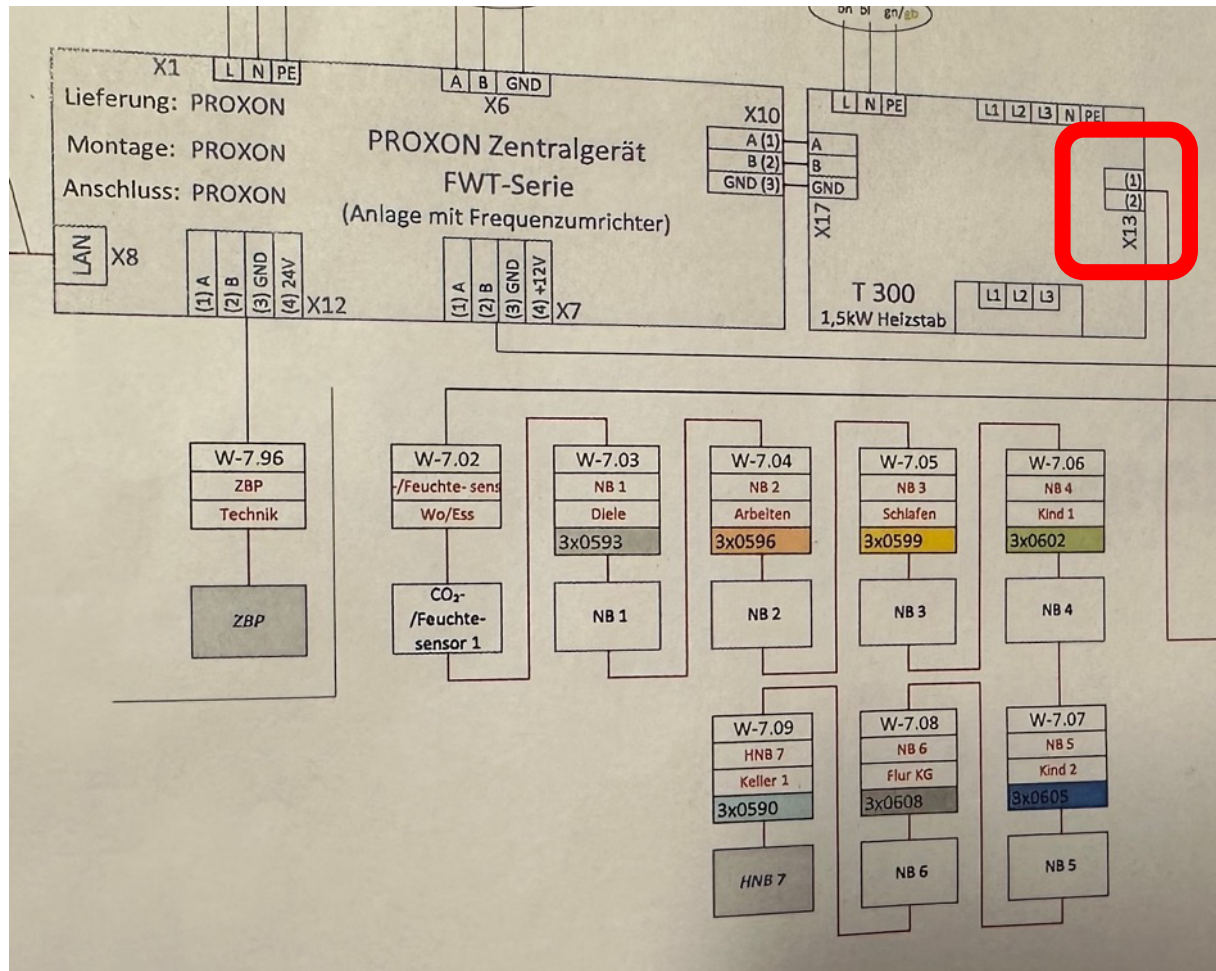 bn bl gn/gb
X1 L N PE
A B GND
X6
L N PE
L1 L2 L3 N PE
Lieferung: PROXON
Montage: PROXON
Anschluss: PROXON
PROXON Zentralgerät
FWT-Serie
(Anlage mit Frequenzumrichter)
X10
A (1)
B (2)
GND (3)
A
B
GND
X17
(1)
(2)
X13
LAN X8
(1) A
(2) B
(3) GND
(4) 24V
X12
(1) A
(2) B
(3) GND
(4) +12V
X7
T 300
1,5kW Heizstab
L1 L2 L3
W-7.96
ZBP
Technik
ZBP
W-7.02
-/Feuchte- sens
Wo/Ess
CO₂-
/Feuchte-
sensor 1
W-7.03
NB 1
Diele
3x0593
NB 1
W-7.04
NB 2
Arbeiten
3x0596
NB 2
W-7.05
NB 3
Schlafen
3x0599
NB 3
W-7.06
NB 4
Kind 1
3x0602
NB 4
W-7.09
HNB 7
Keller 1
3x0590
HNB 7
W-7.08
NB 6
Flur KG
3x0608
NB 6
W-7.07
NB 5
Kind 2
3x0605
NB 5